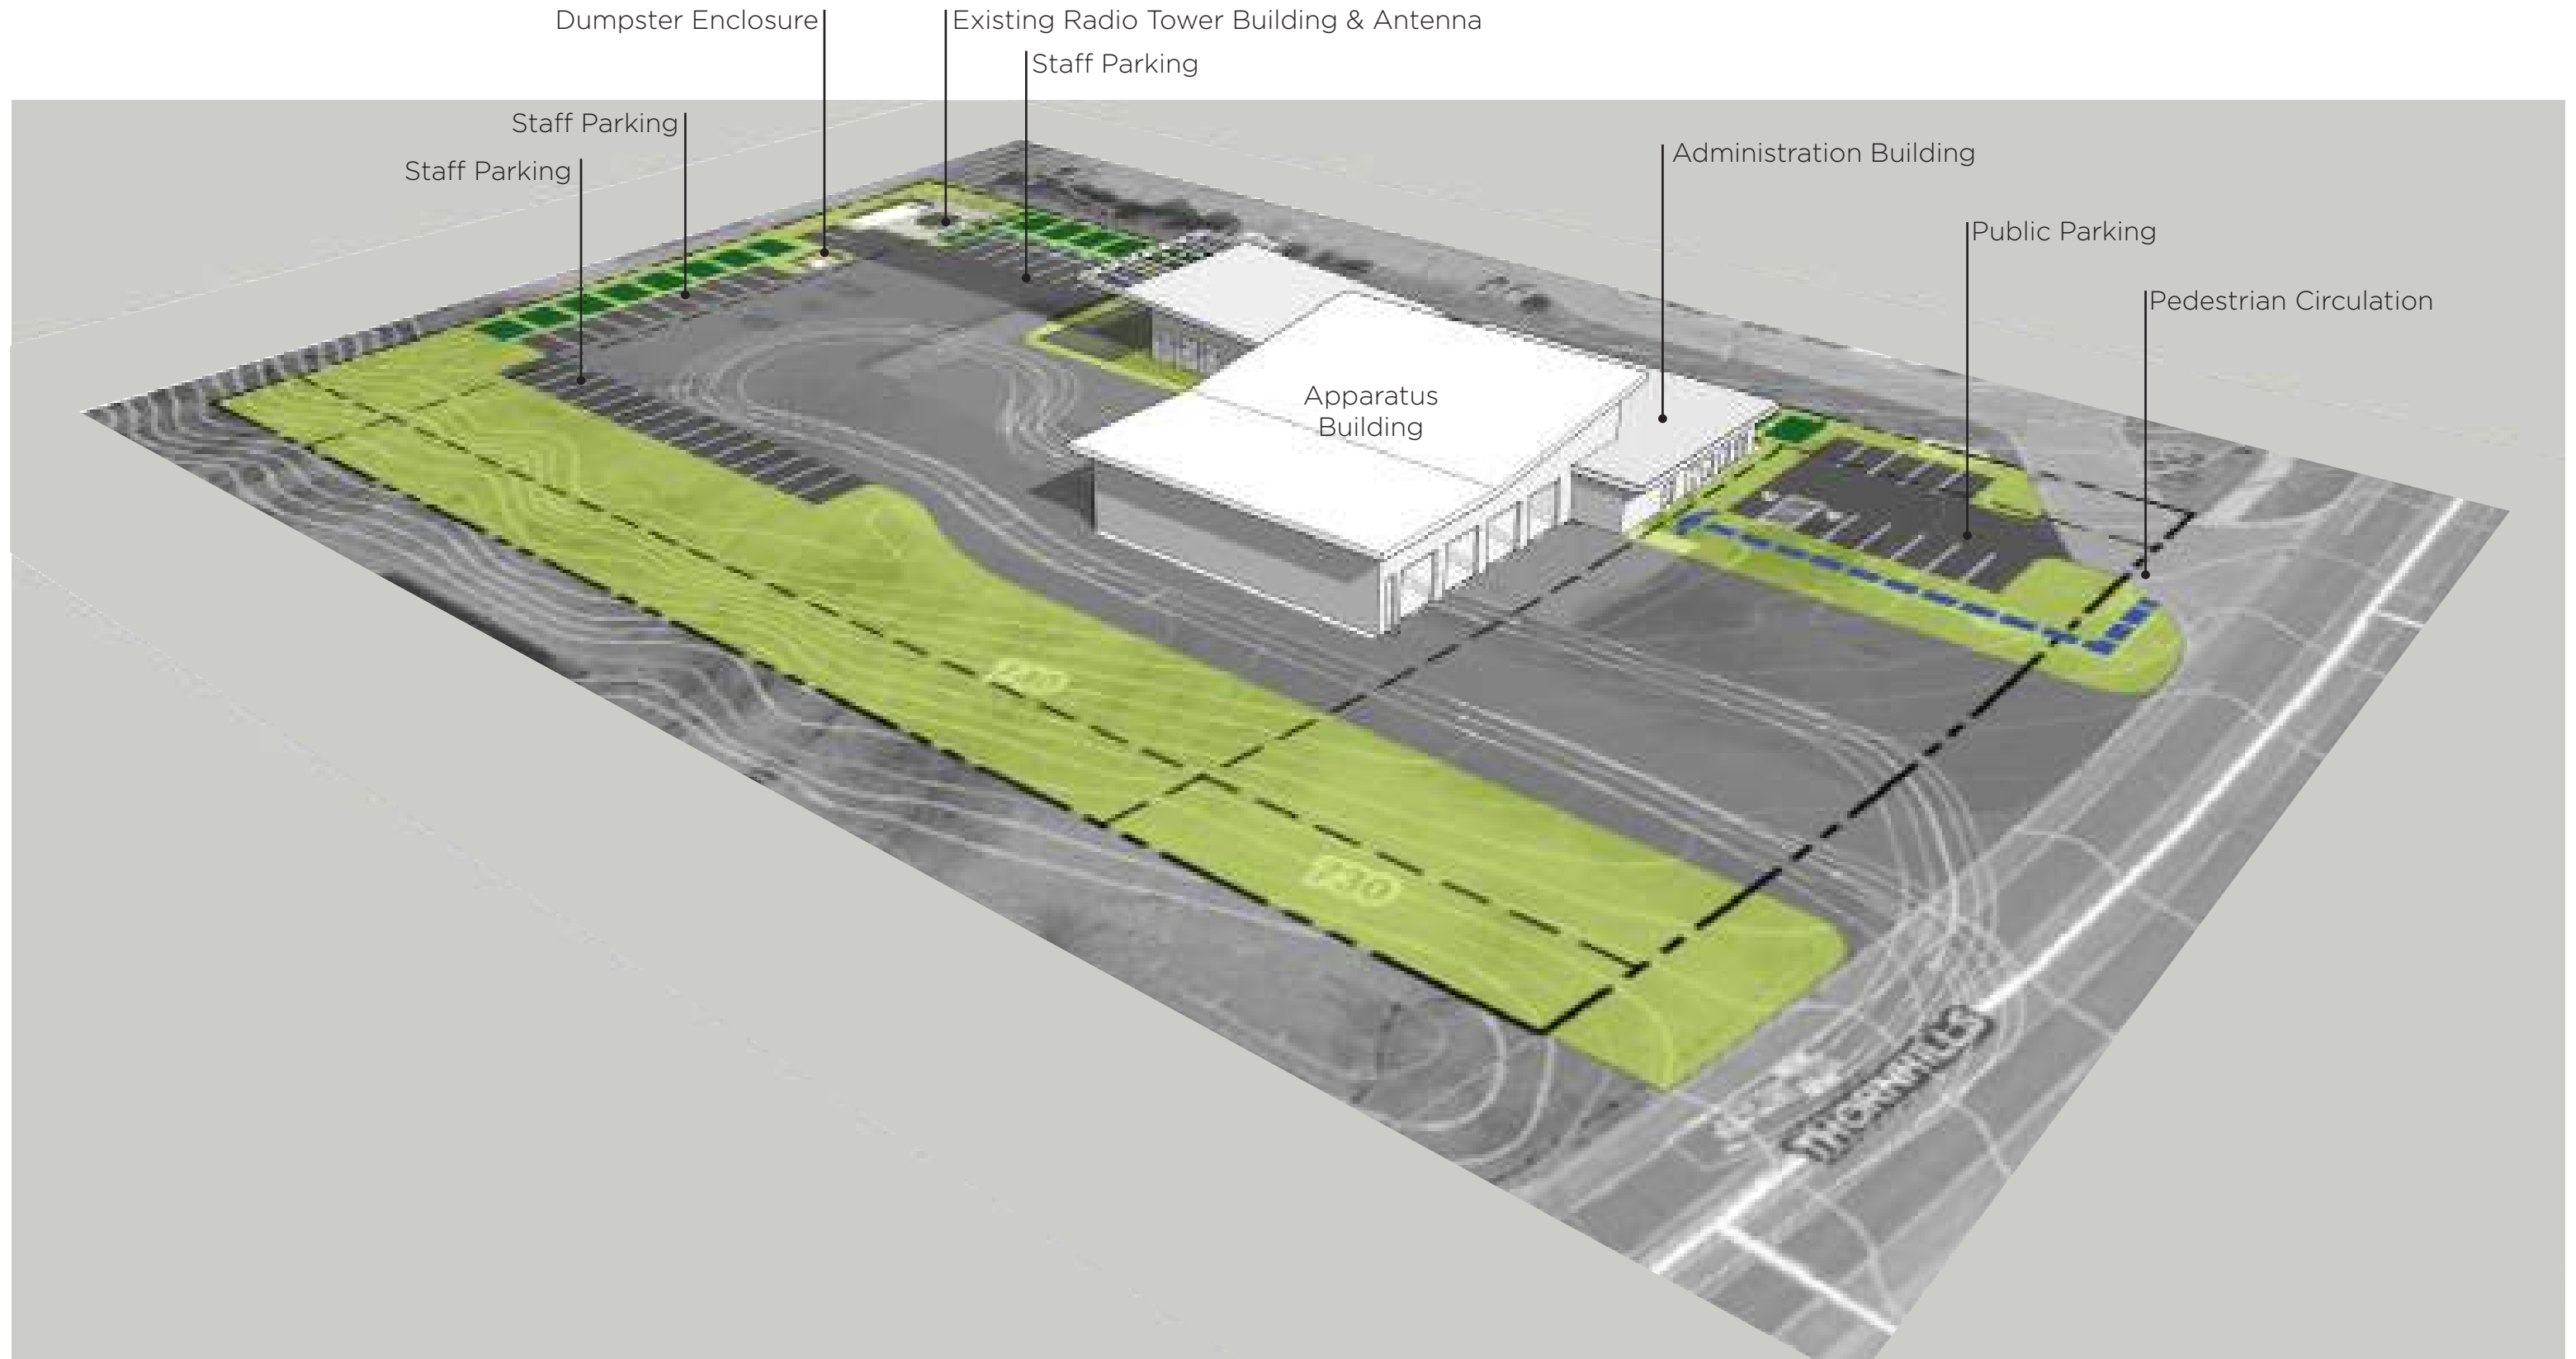 Dumpster Enclosure
Existing Radio Tower Building & Antenna
Staff Parking
Staff Parking
Staff Parking
Administration Building
Public Parking
Pedestrian Circulation
Apparatus
Building
THORNHILLS